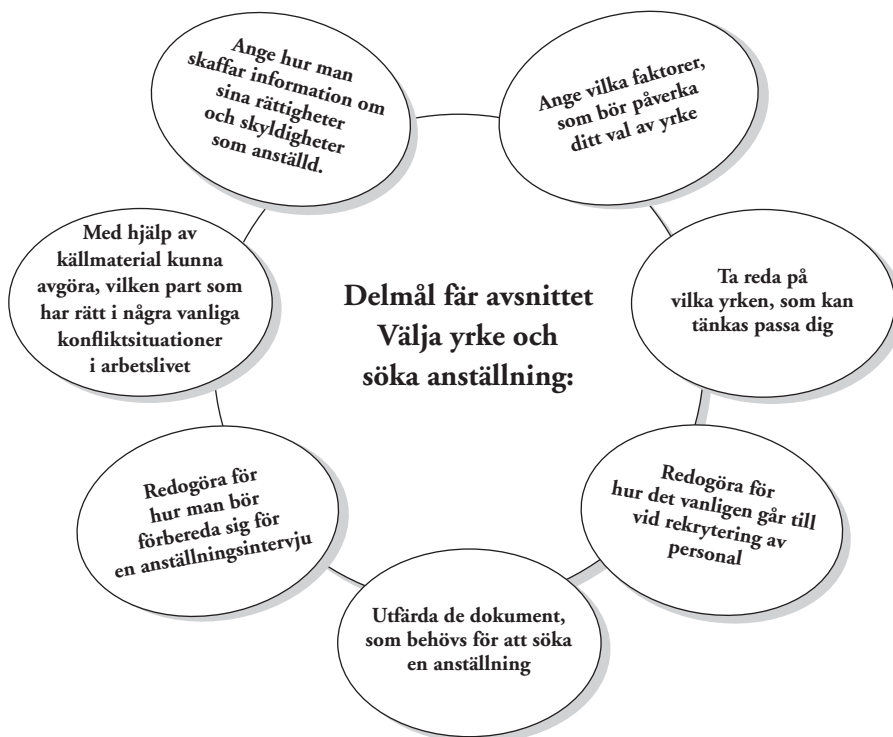 Delmål fär avsnittet
Välja yrke och
söka anställning:
Ange vilka faktorer,
som bör påverka
ditt val av yrke
Ta reda på
vilka yrken, som kan
tänkas passa dig
Redogöra för
hur det vanligen går till
vid rekrytering av
personal
Utfärda de dokument,
som behövs för att söka
en anställning
Redogöra för
hur man bör
förbereda sig för
en anställningsintervju
Med hjälp av
källmaterial kunna
avgöra, vilken part som
har rätt i några vanliga
konfliktsituationer
i arbetslivet
Ange hur man
skaffar information om
sina rättigheter
och skyldigheter
som anställd.